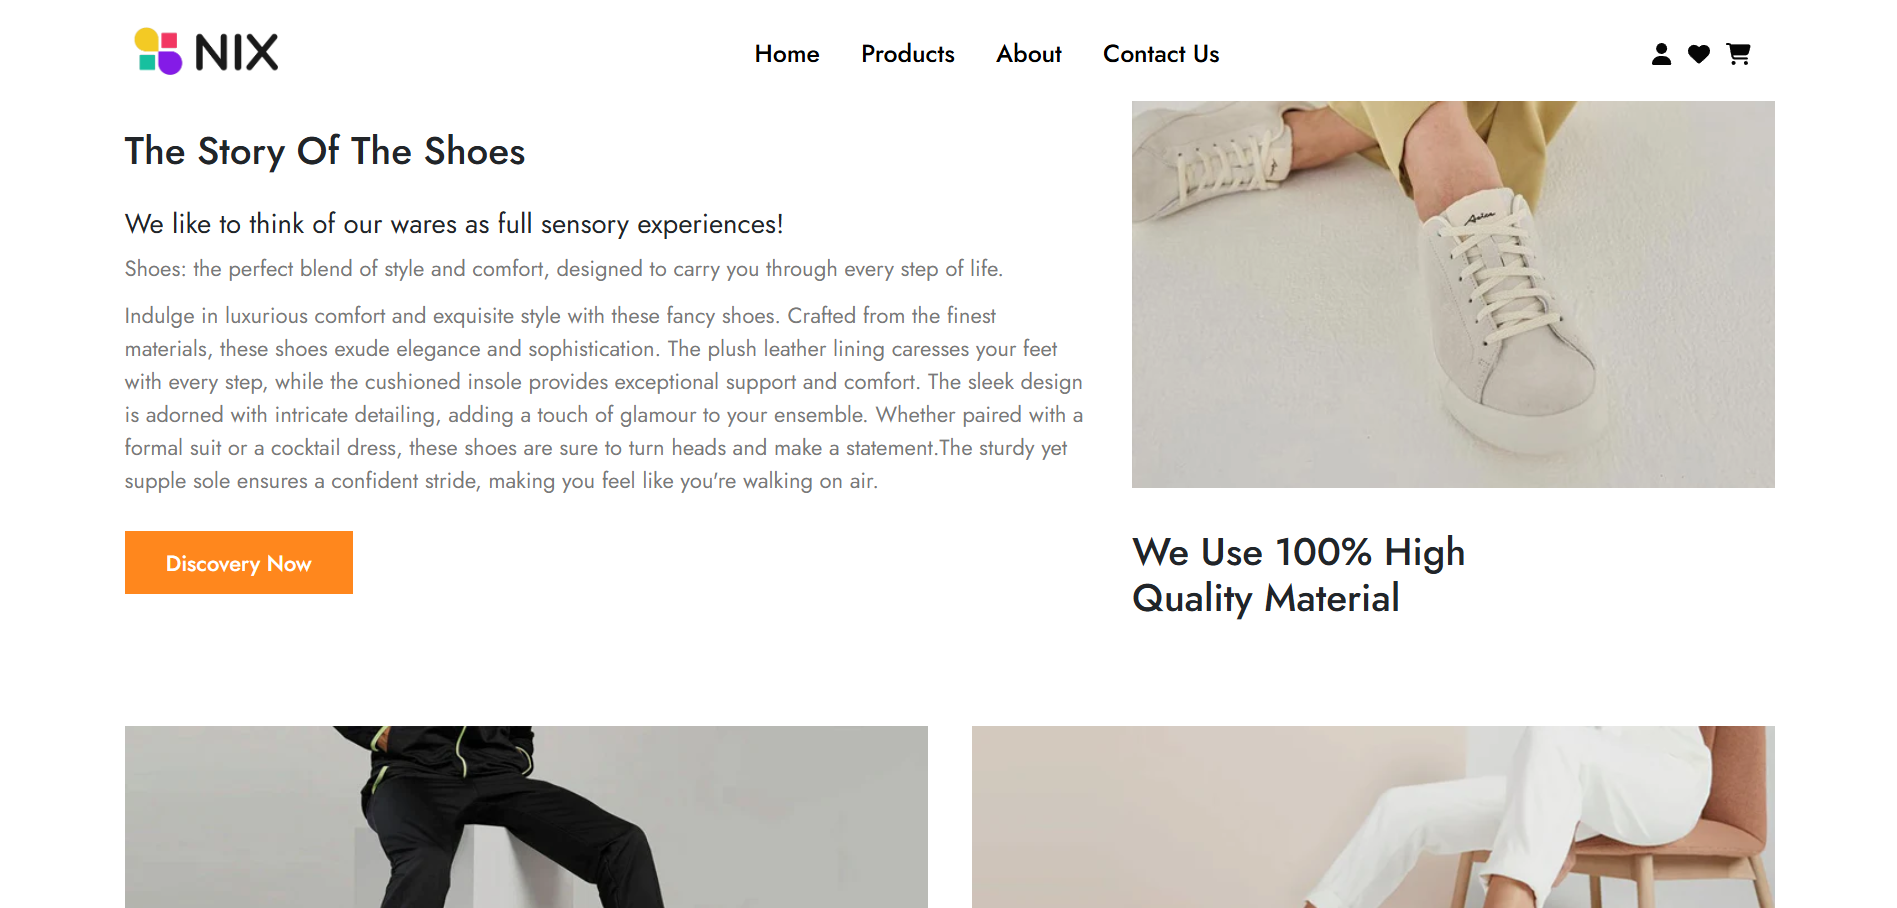 NIX
Home
Products
About
Contact Us
The Story Of The Shoes
We like to think of our wares as full sensory experiences!
Shoes: the perfect blend of style and comfort, designed to carry you through every step of life.
Indulge in luxurious comfort and exquisite style with these fancy shoes. Crafted from the finest
materials, these shoes exude elegance and sophistication. The plush leather lining caresses your feet
with every step, while the cushioned insole provides exceptional support and comfort. The sleek design
is adorned with intricate detailing, adding a touch of glamour to your ensemble. Whether paired with a
formal suit or a cocktail dress, these shoes are sure to turn heads and make a statement.The sturdy yet
supple sole ensures a confident stride, making you feel like you're walking on air.
Discovery Now
We Use 100% High
Quality Material